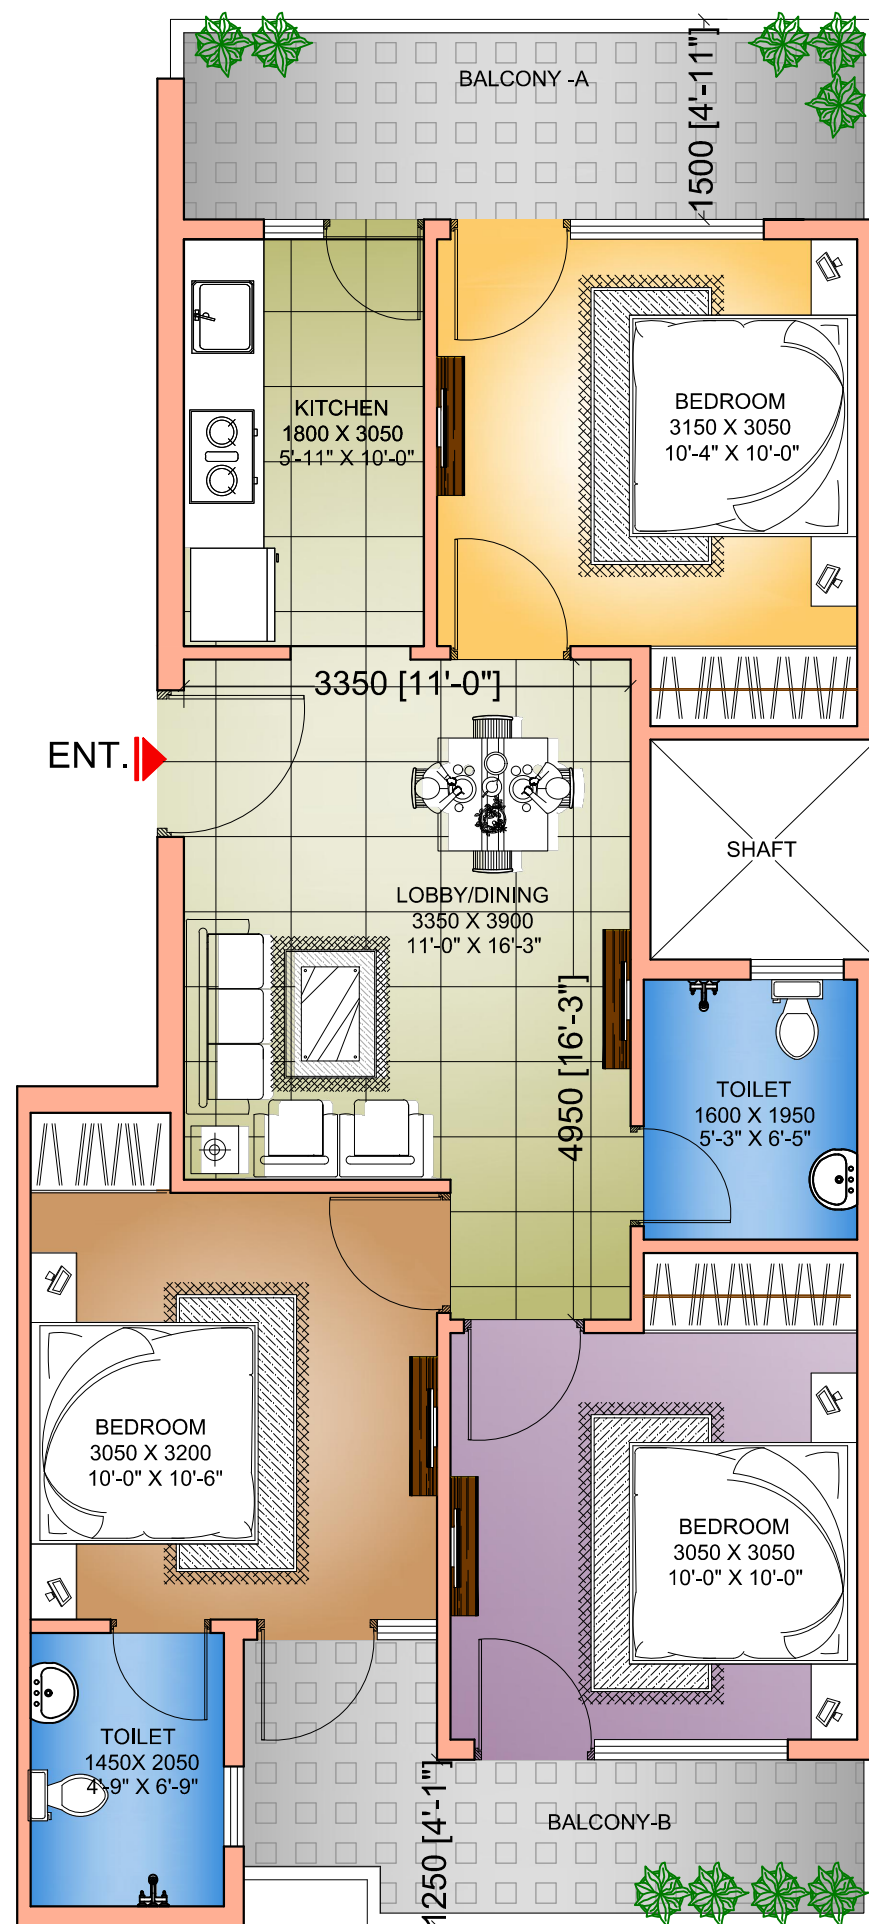 BALCONY -A
1500 [4'-11"]
KITCHEN
1800 X 3050
5'-11" X 10'-0"
BEDROOM
3150 X 3050
10'-4" X 10'-0"
3350 [11'-0"]
ENT.
SHAFT
LOBBY/DINING
3350 X 3900
11'-0" X 16'-3"
4950 [16'-3"]
TOILET
1600 X 1950
5'-3" X 6'-5"
BEDROOM
3050 X 3200
10'-0" X 10'-6"
BEDROOM
3050 X 3050
10'-0" X 10'-0"
TOILET
1450X 2050
4'-9" X 6'-9"
1250 [4'-1"]
BALCONY-B